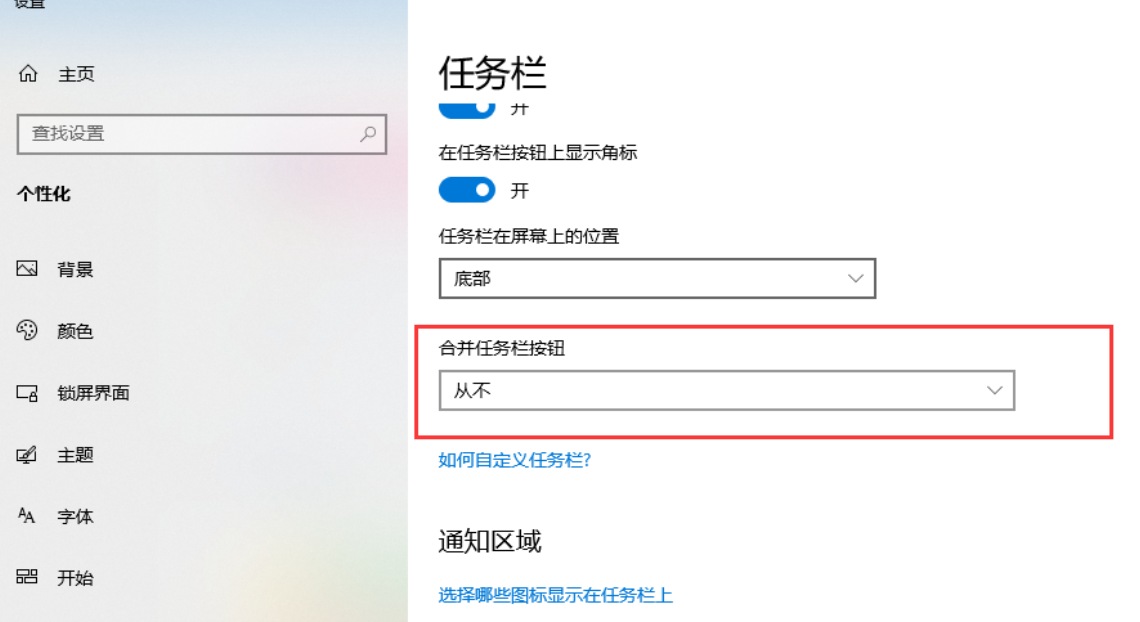 设置
主页
查找设置
个性化
背景
颜色
锁屏界面
主题
字体
开始
任务栏
开
在任务栏按钮上显示角标
开
任务栏在屏幕上的位置
底部
合并任务栏按钮
从不
如何自定义任务栏?
通知区域
选择哪些图标显示在任务栏上